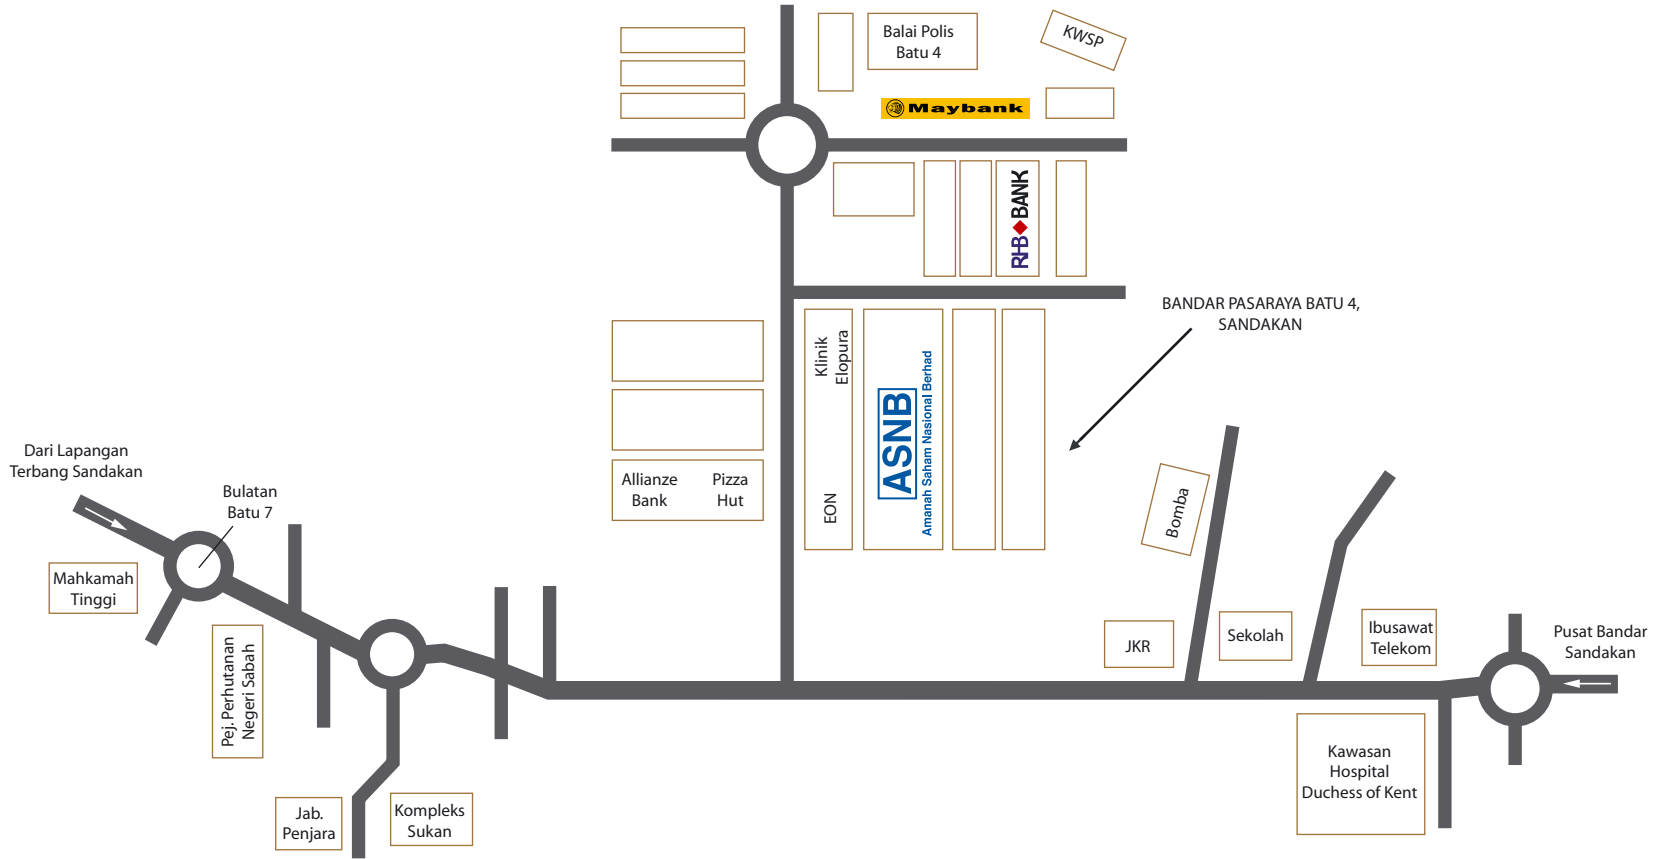 Balai Polis
Batu 4
KWSP
Maybank
RHB BANK
BANDAR PASARAYA BATU 4,
SANDAKAN
Klinik
Elopura
EON
ASNB
Amanah Saham Nasional Berhad
Allianze
Bank
Pizza
Hut
Dari Lapangan
Terbang Sandakan
Bulatan
Batu 7
Mahkamah
Tinggi
Pej. Perhutanan
Negeri Sabah
Jab.
Penjara
Kompleks
Sukan
Bomba
JKR
Sekolah
Ibusawat
Telekom
Pusat Bandar
Sandakan
Kawasan
Hospital
Duchess of Kent